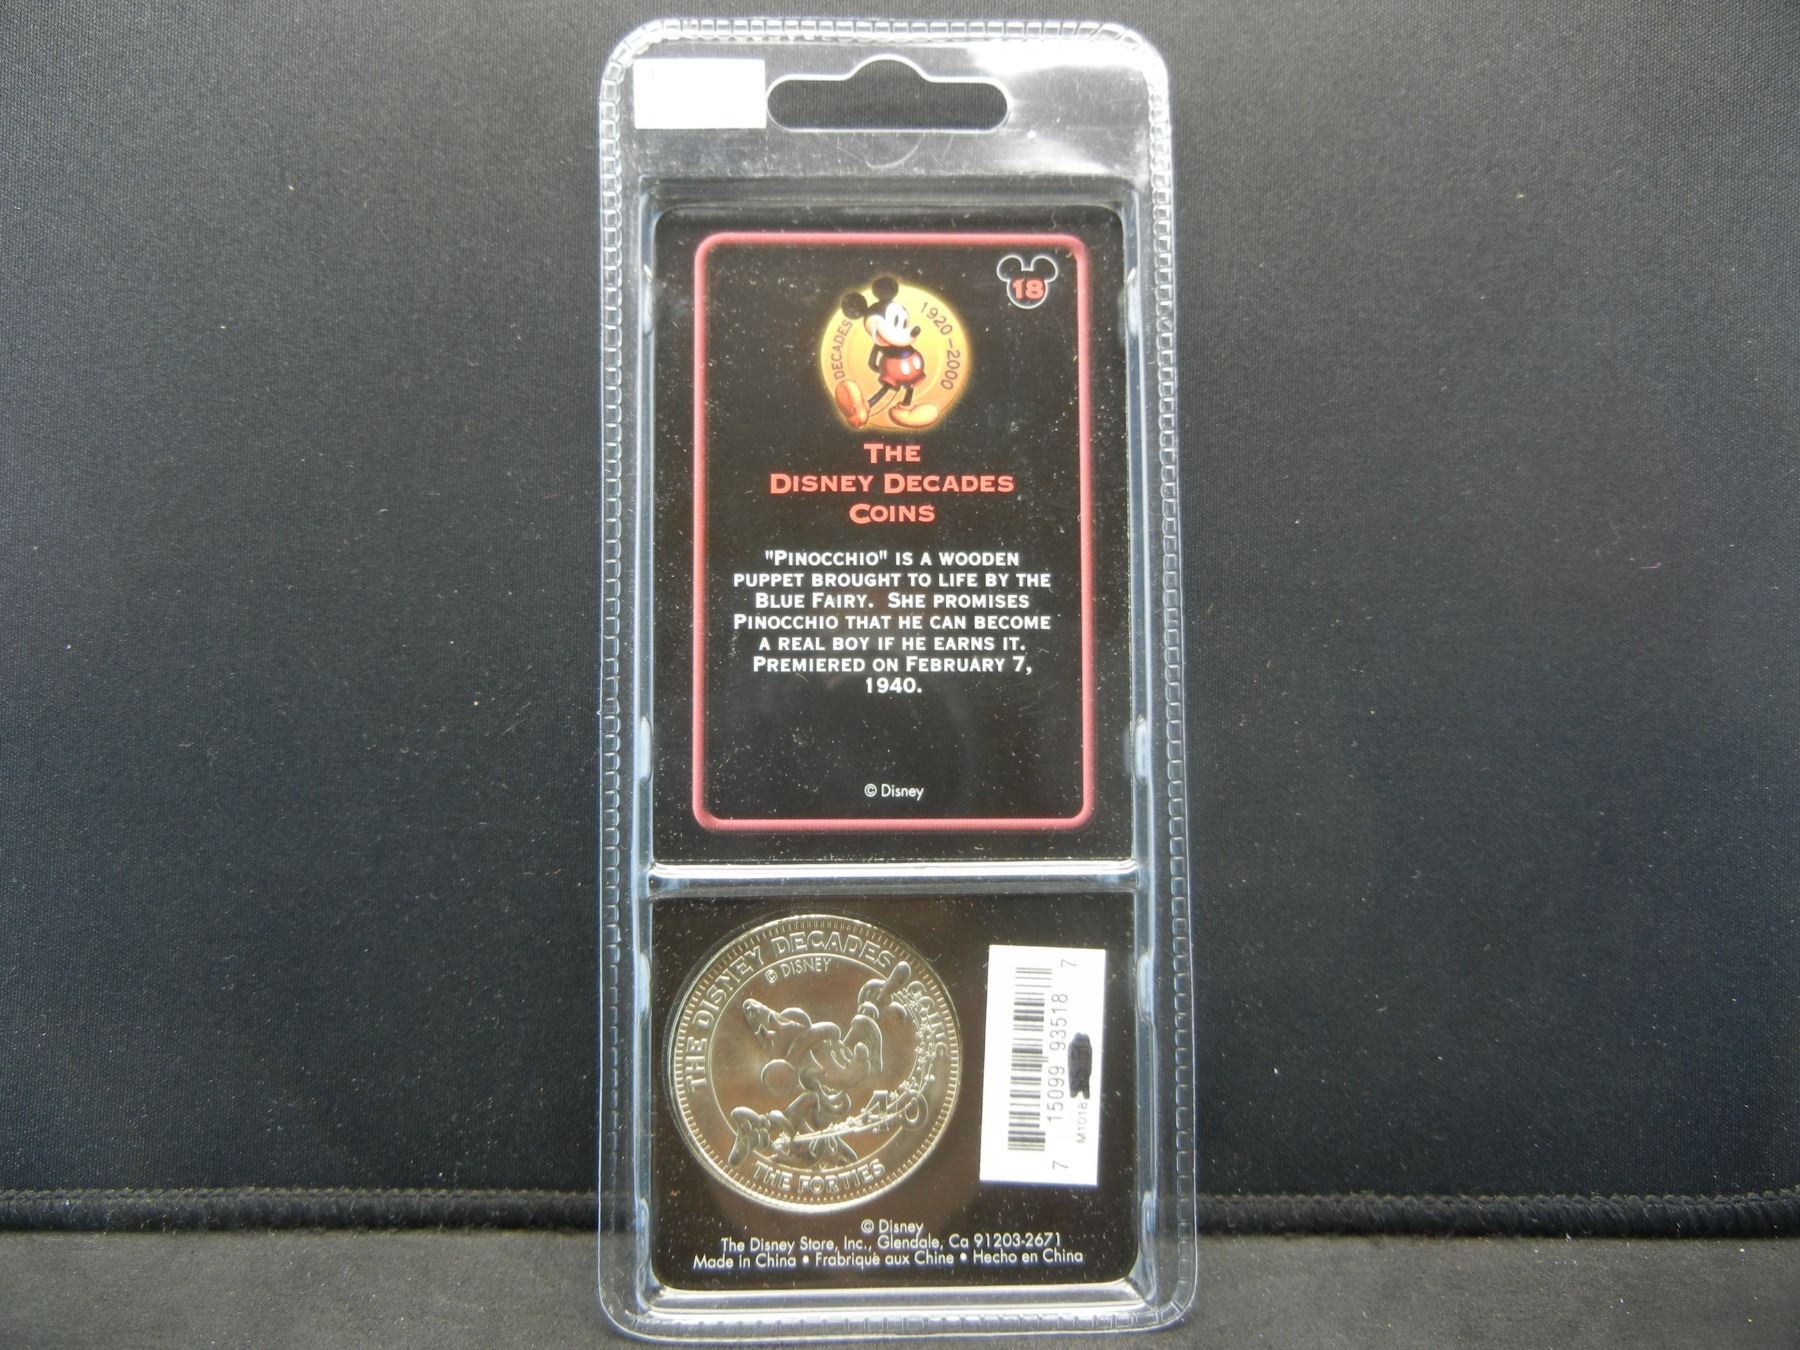 18
DECADES 1920-2000
THE
DISNEY DECADES
COINS
"PINOCCHIO" IS A WOODEN
PUPPET BROUGHT TO LIFE BY THE
BLUE FAIRY. SHE PROMISES
PINOCCHIO THAT HE CAN BECOME
A REAL BOY IF HE EARNS IT.
PREMIERED ON FEBRUARY 7,
1940.
© Disney
THE DISNEY DECADES COINS
© DISNEY
40
THE FORTIES
7 15099 93518 7
M1018
© Disney
The Disney Store, Inc., Glendale, Ca 91203-2671
Made in China • Frabriqué aux Chine • Hecho en China